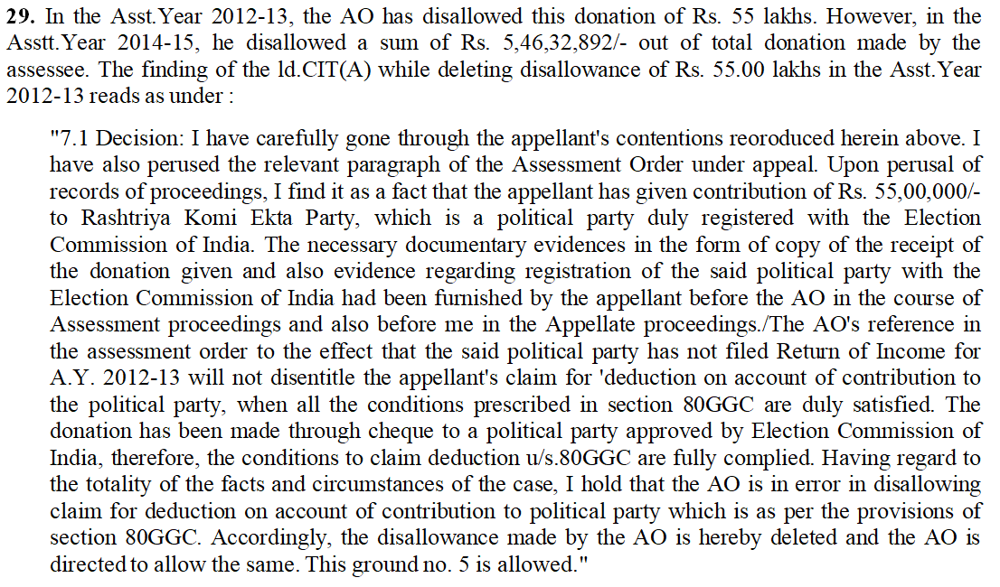 29. In the Asst.Year 2012-13, the AO has disallowed this donation of Rs. 55 lakhs. However, in the
Asstt.Year 2014-15, he disallowed a sum of Rs. 5,46,32,892/- out of total donation made by the
assessee. The finding of the ld.CIT(A) while deleting disallowance of Rs. 55.00 lakhs in the Asst.Year
2012-13 reads as under :
"7.1 Decision: I have carefully gone through the appellant's contentions reoroduced herein above. I
have also perused the relevant paragraph of the Assessment Order under appeal. Upon perusal of
records of proceedings, I find it as a fact that the appellant has given contribution of Rs. 55,00,000/-
to Rashtriya Komi Ekta Party, which is a political party duly registered with the Election
Commission of India. The necessary documentary evidences in the form of copy of the receipt of
the donation given and also evidence regarding registration of the said political party with the
Election Commission of India had been furnished by the appellant before the AO in the course of
Assessment proceedings and also before me in the Appellate proceedings./The AO's reference in
the assessment order to the effect that the said political party has not filed Return of Income for
A.Y. 2012-13 will not disentitle the appellant's claim for 'deduction on account of contribution to
the political party, when all the conditions prescribed in section 80GGC are duly satisfied. The
donation has been made through cheque to a political party approved by Election Commission of
India, therefore, the conditions to claim deduction u/s.80GGC are fully complied. Having regard to
the totality of the facts and circumstances of the case, I hold that the AO is in error in disallowing
claim for deduction on account of contribution to political party which is as per the provisions of
section 80GGC. Accordingly, the disallowance made by the AO is hereby deleted and the AO is
directed to allow the same. This ground no. 5 is allowed."